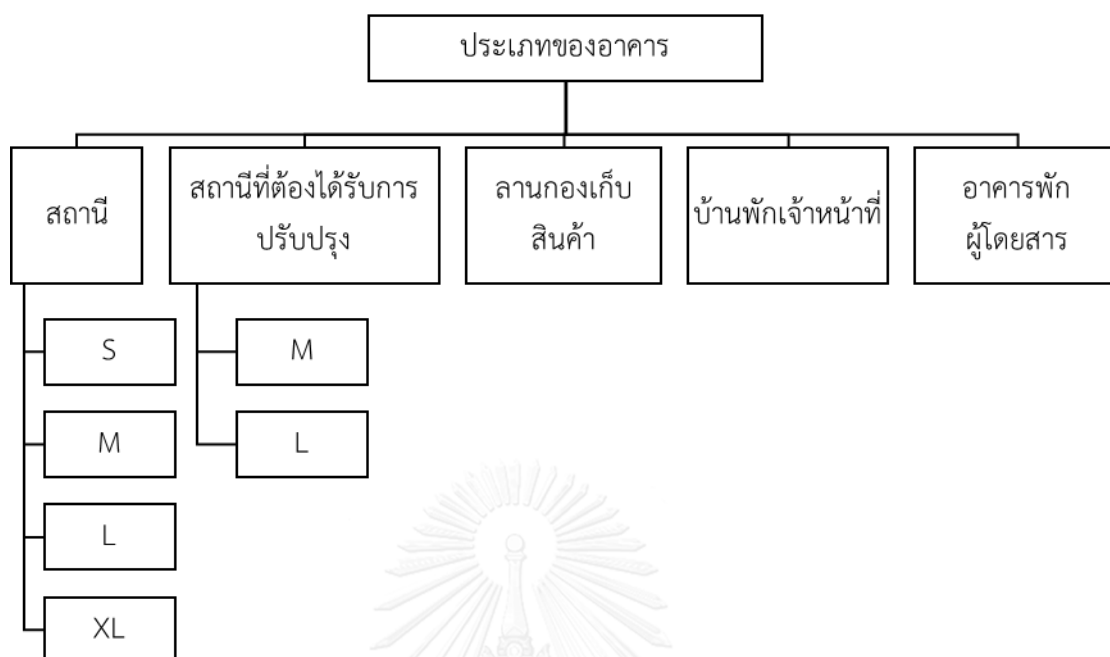 ประเภทของอาคาร
สถานี
สถานีที่ต้องได้รับการ
ปรับปรุง
ลานกองเก็บ
สินค้า
บ้านพักเจ้าหน้าที่
อาคารพัก
ผู้โดยสาร
S
M
L
XL
M
L